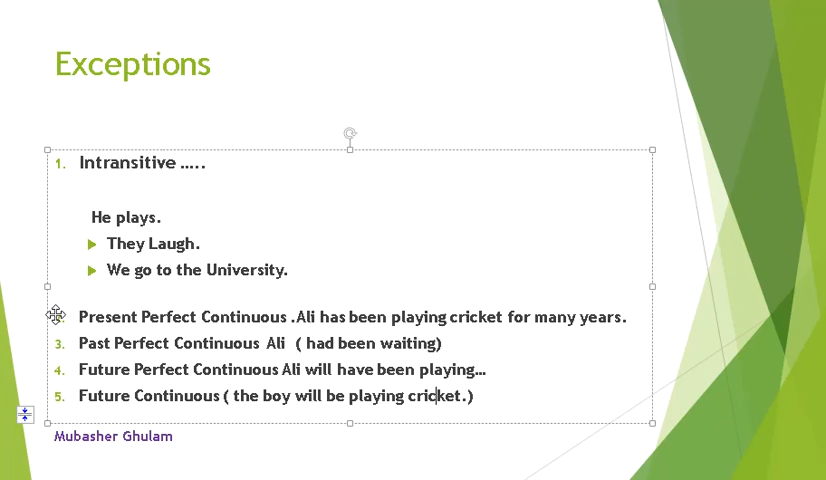 Exceptions
1. Intransitive .....
He plays.
They Laugh.
We go to the University.
Present Perfect Continuous .Ali has been playing cricket for many years.
3. Past Perfect Continuous Ali ( had been waiting)
4. Future Perfect Continuous Ali will have been playing...
5. Future Continuous ( the boy will be playing cricket.)
Mubasher Ghulam